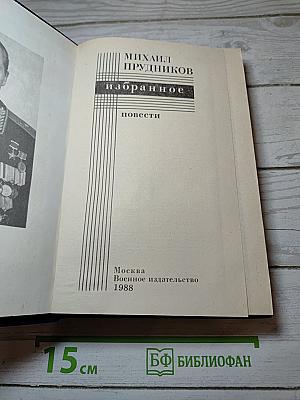 МИХАИЛ
ПРУДНИКОВ
избранное
повести
Москва
Военное издательство
1988
15 см
БФ БИБЛИОФАН